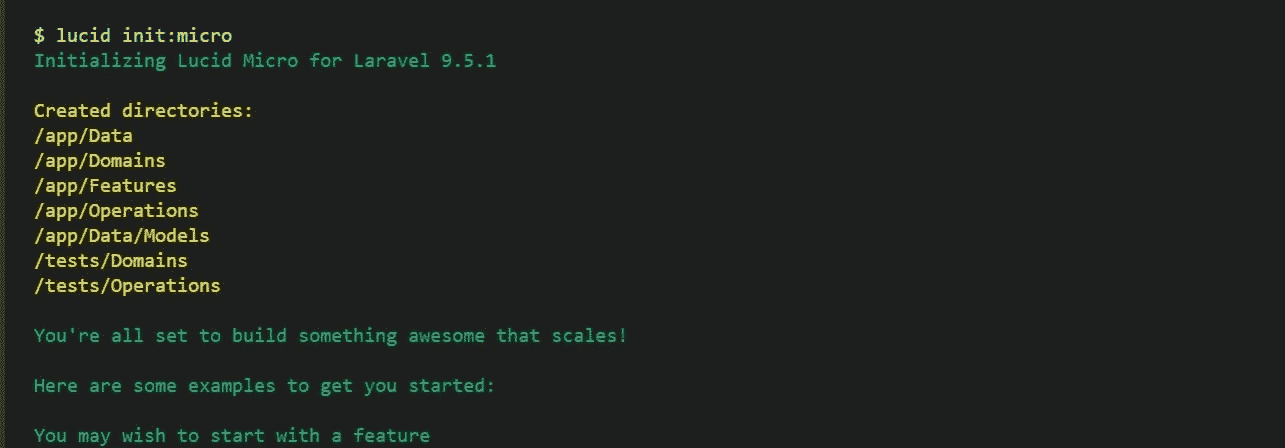 $ lucid init:micro
Initializing Lucid Micro for Laravel 9.5.1
Created directories:
/app/Data
/app/Domains
/app/Features
/app/Operations
/app/Data/Models
/tests/Domains
/tests/Operations
You're all set to build something awesome that scales!
Here are some examples to get you started:
You may wish to start with a feature